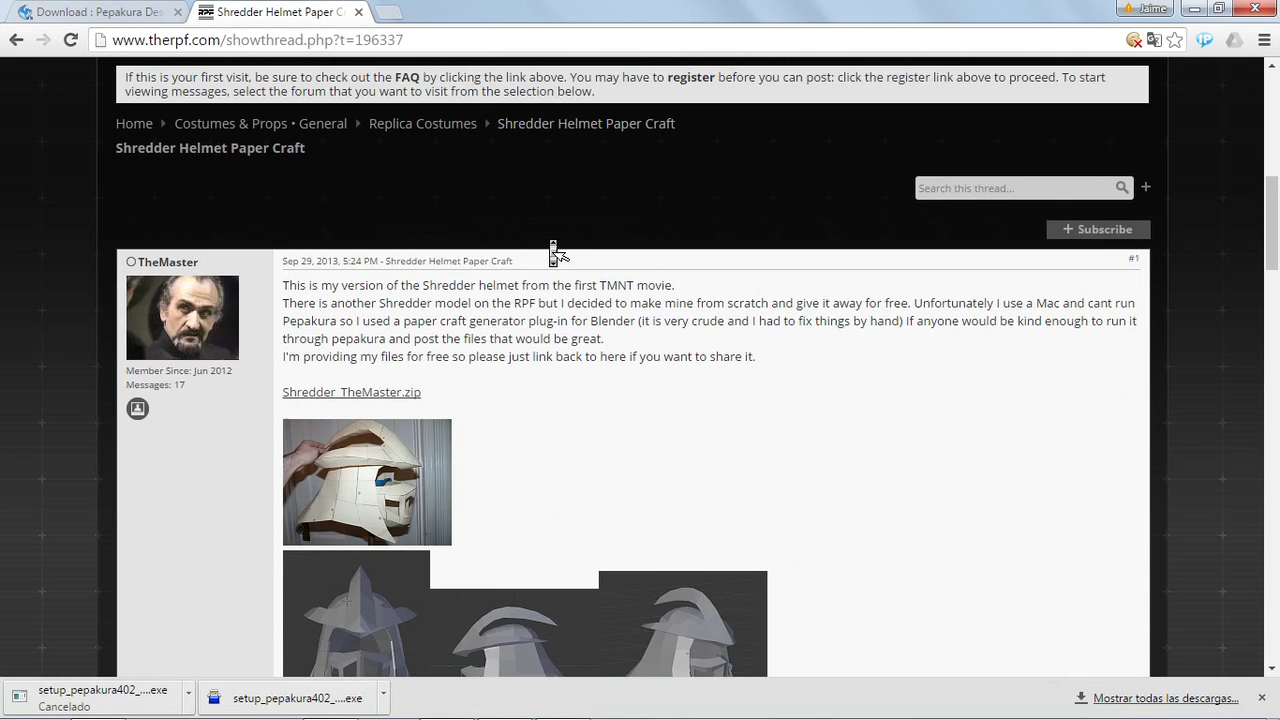 Download : Pepakura Des
Shredder Helmet Paper C
Jaime
www.therpf.com/showthread.php?t=196337
If this is your first visit, be sure to check out the FAQ by clicking the link above. You may have to register before you can post: click the register link above to proceed. To start
viewing messages, select the forum that you want to visit from the selection below.
Home Costumes & Props • General Replica Costumes Shredder Helmet Paper Craft
Shredder Helmet Paper Craft
Search this thread...
+ Subscribe
TheMaster
Member Since: Jun 2012
Messages: 17
Sep 29, 2013, 5:24 PM - Shredder Helmet Paper Craft
#1
This is my version of the Shredder helmet from the first TMNT movie.
There is another Shredder model on the RPF but I decided to make mine from scratch and give it away for free. Unfortunately I use a Mac and cant run
Pepakura so I used a paper craft generator plug-in for Blender (it is very crude and I had to fix things by hand) If anyone would be kind enough to run it
through pepakura and post the files that would be great.
I'm providing my files for free so please just link back to here if you want to share it.
Shredder_TheMaster.zip
setup_pepakura402_....exe
Cancelado
setup_pepakura402_....exe
Mostrar todas las descargas...